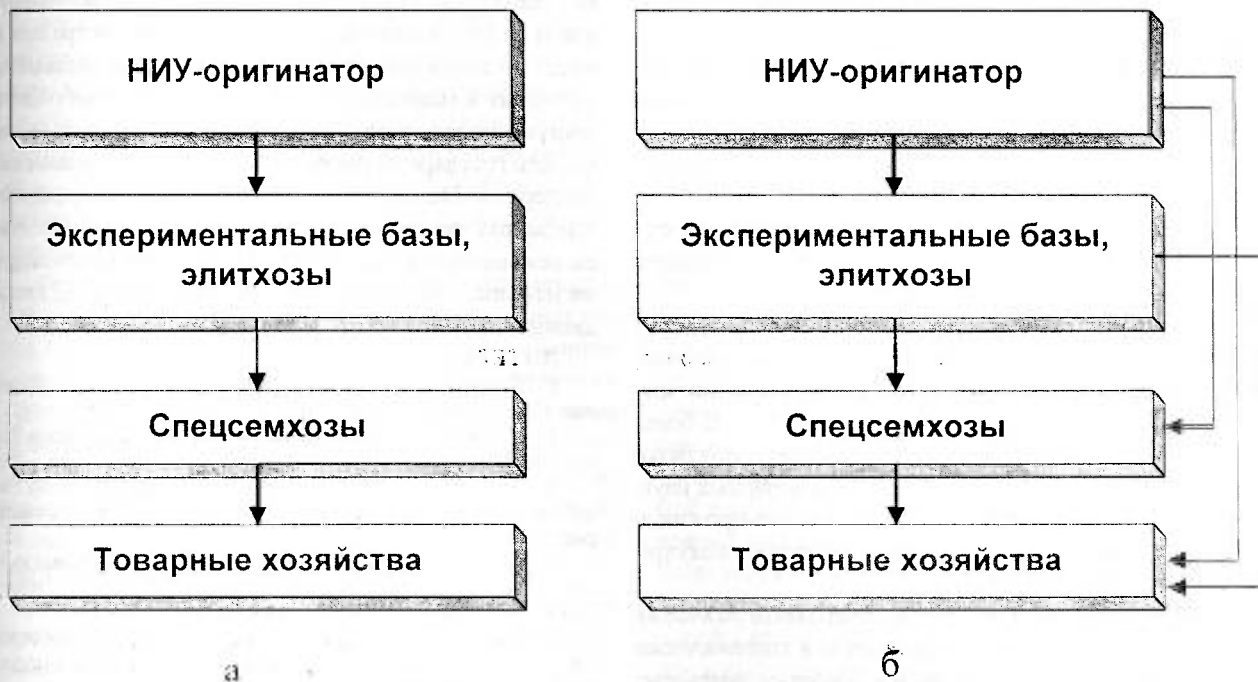 НИУ-оригинатор
Экспериментальные базы,
элитхозы
Спецсемхозы
Товарные хозяйства
а
НИУ-оригинатор
Экспериментальные базы,
элитхозы
Спецсемхозы
Товарные хозяйства
б